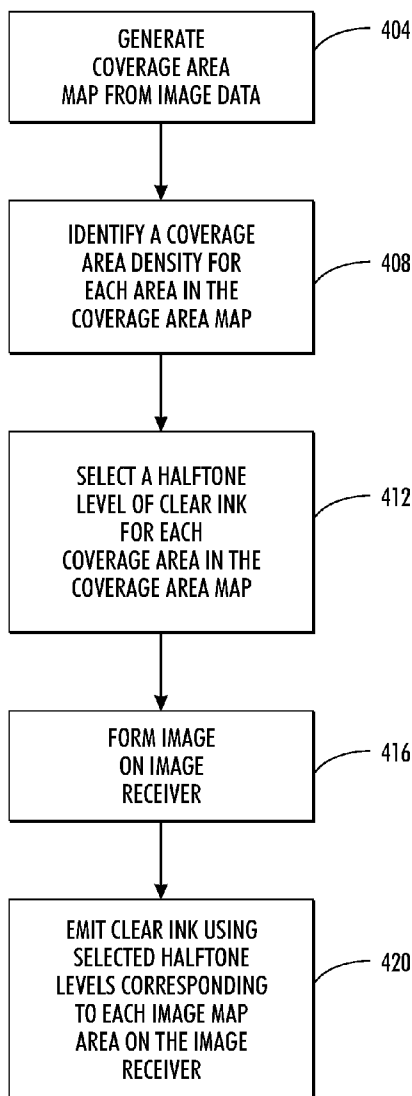 GENERATE
COVERAGE AREA
MAP FROM IMAGE DATA
404
IDENTIFY A COVERAGE
AREA DENSITY FOR
EACH AREA IN THE
COVERAGE AREA MAP
408
SELECT A HALFTONE
LEVEL OF CLEAR INK
FOR EACH
COVERAGE AREA IN THE
COVERAGE AREA MAP
412
FORM IMAGE
ON IMAGE
RECEIVER
416
EMIT CLEAR INK USING
SELECTED HALFTONE
LEVELS CORRESPONDING
TO EACH IMAGE MAP
AREA ON THE IMAGE
RECEIVER
420